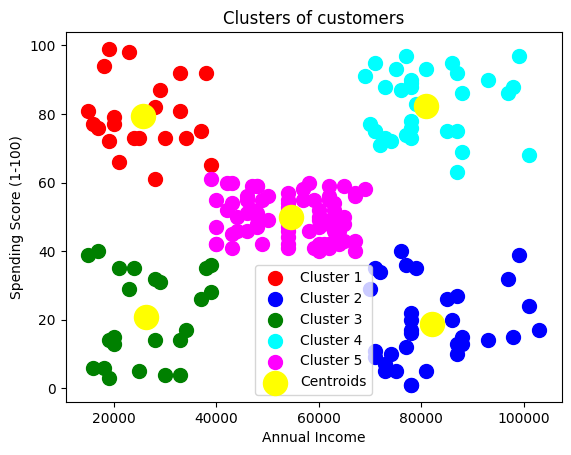 Clusters of customers
Spending Score (1-100)
100
80
60
40
20
0
Cluster 1
Cluster 2
Cluster 3
Cluster 4
Cluster 5
Centroids
20000 40000 60000 80000 100000
Annual Income